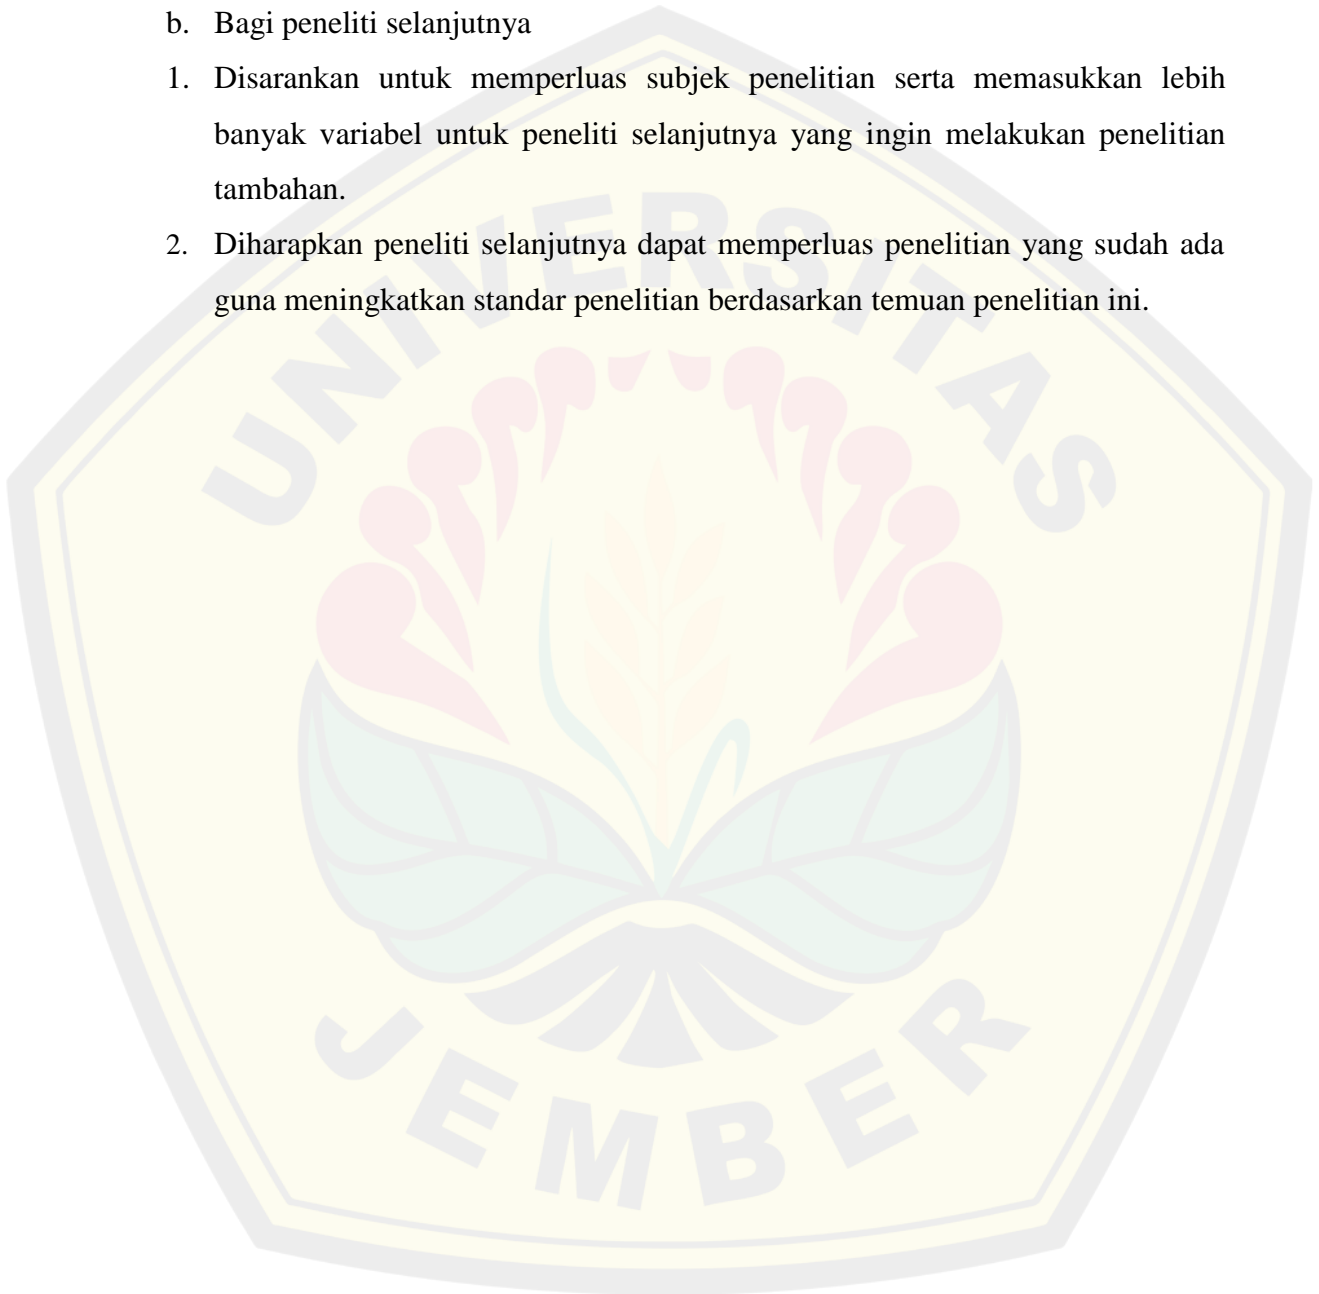 b. Bagi peneliti selanjutnya
1. Disarankan untuk memperluas subjek penelitian serta memasukkan lebih
banyak variabel untuk peneliti selanjutnya yang ingin melakukan penelitian
tambahan.
2. Diharapkan peneliti selanjutnya dapat memperluas penelitian yang sudah ada
guna meningkatkan standar penelitian berdasarkan temuan penelitian ini.
UNIVERSITAS
JEMBER